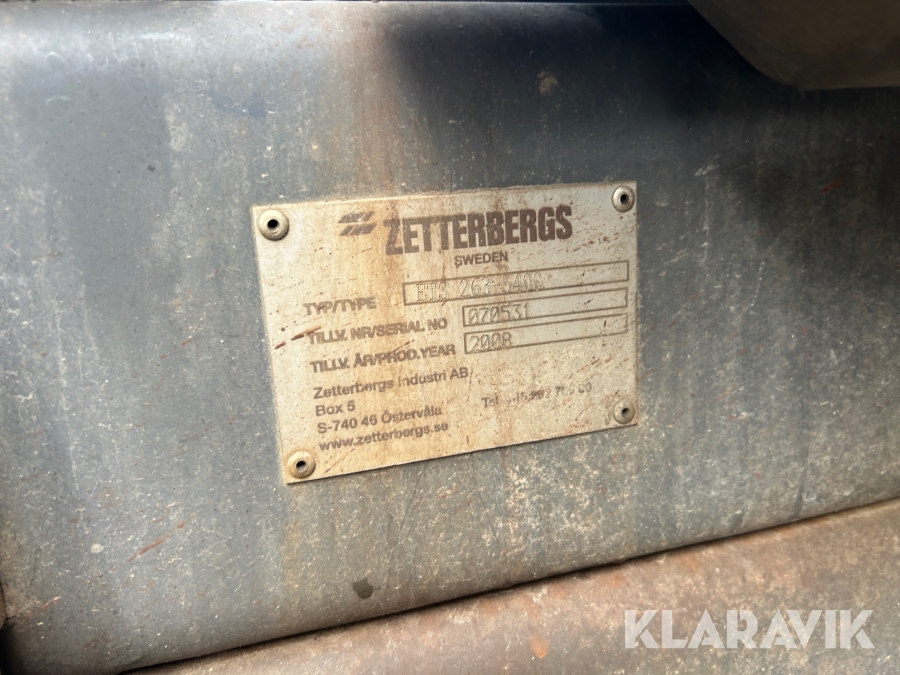 ZETTERBERGS
SWEDEN
TYP/TYPE
TILLV. NR/SERIAL NO 070531
TILLV. ÅR/PROD.YEAR 2008
Zetterbergs Industri AB
Box 5 Tel
S-740 46 Östervåla
www.zetterbergs.se
KLARAVIK